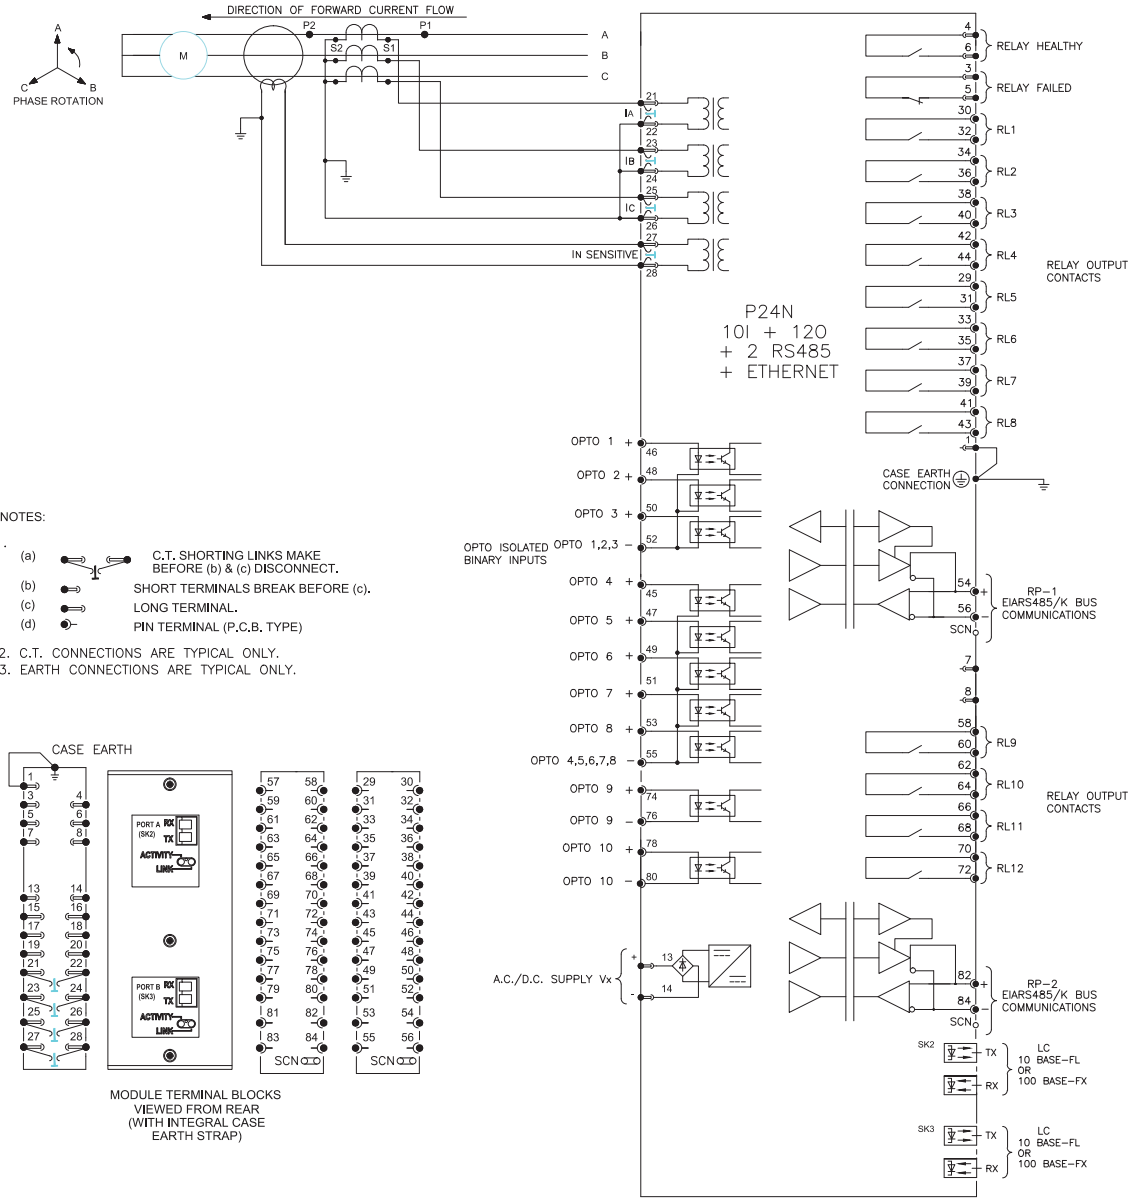 DIRECTION OF FORWARD CURRENT FLOW
A
C B
PHASE ROTATION
M
P2 P1
S2 S1
A
B
C
21
IA
22
23
IB
24
25
IC
26
27
IN SENSITIVE
28
P24N
10I + 12O
+ 2 RS485
+ ETHERNET
4
6
RELAY HEALTHY
3
5
RELAY FAILED
30
32
RL1
34
36
RL2
38
40
RL3
42
44
RL4
29
31
RL5
33
35
RL6
37
39
RL7
41
43
RL8
RELAY OUTPUT
CONTACTS
1
CASE EARTH
CONNECTION
OPTO 1 +
46
OPTO 2 +
48
OPTO 3 +
50
OPTO 1,2,3 -
52
OPTO ISOLATED
BINARY INPUTS
OPTO 4 +
45
OPTO 5 +
47
OPTO 6 +
49
OPTO 7 +
51
OPTO 8 +
53
OPTO 4,5,6,7,8 -
55
OPTO 9 +
74
OPTO 9 -
76
OPTO 10 +
78
OPTO 10 -
80
A.C./D.C. SUPPLY Vx
+
13
-
14
54
+
56
-
SCN
RP-1
EIARS485/K BUS
COMMUNICATIONS
7
8
58
60
RL9
62
64
RL10
66
68
RL11
70
72
RL12
RELAY OUTPUT
CONTACTS
82
+
84
-
SCN
RP-2
EIARS485/K BUS
COMMUNICATIONS
SK2
TX
RX
LC
10 BASE-FL
OR
100 BASE-FX
SK3
TX
RX
LC
10 BASE-FL
OR
100 BASE-FX
NOTES:
.
(a) C.T. SHORTING LINKS MAKE
BEFORE (b) & (c) DISCONNECT.
(b) SHORT TERMINALS BREAK BEFORE (c).
(c) LONG TERMINAL.
(d) PIN TERMINAL (P.C.B. TYPE)
2. C.T. CONNECTIONS ARE TYPICAL ONLY.
3. EARTH CONNECTIONS ARE TYPICAL ONLY.
CASE EARTH
1
3 4
5 6
7 8
13 14
15 16
17 18
19 20
21 22
23 24
25 26
27 28
PORT A RX
(SK2)
TX
ACTIVITY
LINK
PORT B RX
(SK3)
TX
ACTIVITY
LINK
57 58
59 60
61 62
63 64
65 66
67 68
69 70
71 72
73 74
75 76
77 78
79 80
81 82
83 84
SCN
29 30
31 32
33 34
35 36
37 38
39 40
41 42
43 44
45 46
47 48
49 50
51 52
53 54
55 56
SCN
MODULE TERMINAL BLOCKS
VIEWED FROM REAR
(WITH INTEGRAL CASE
EARTH STRAP)